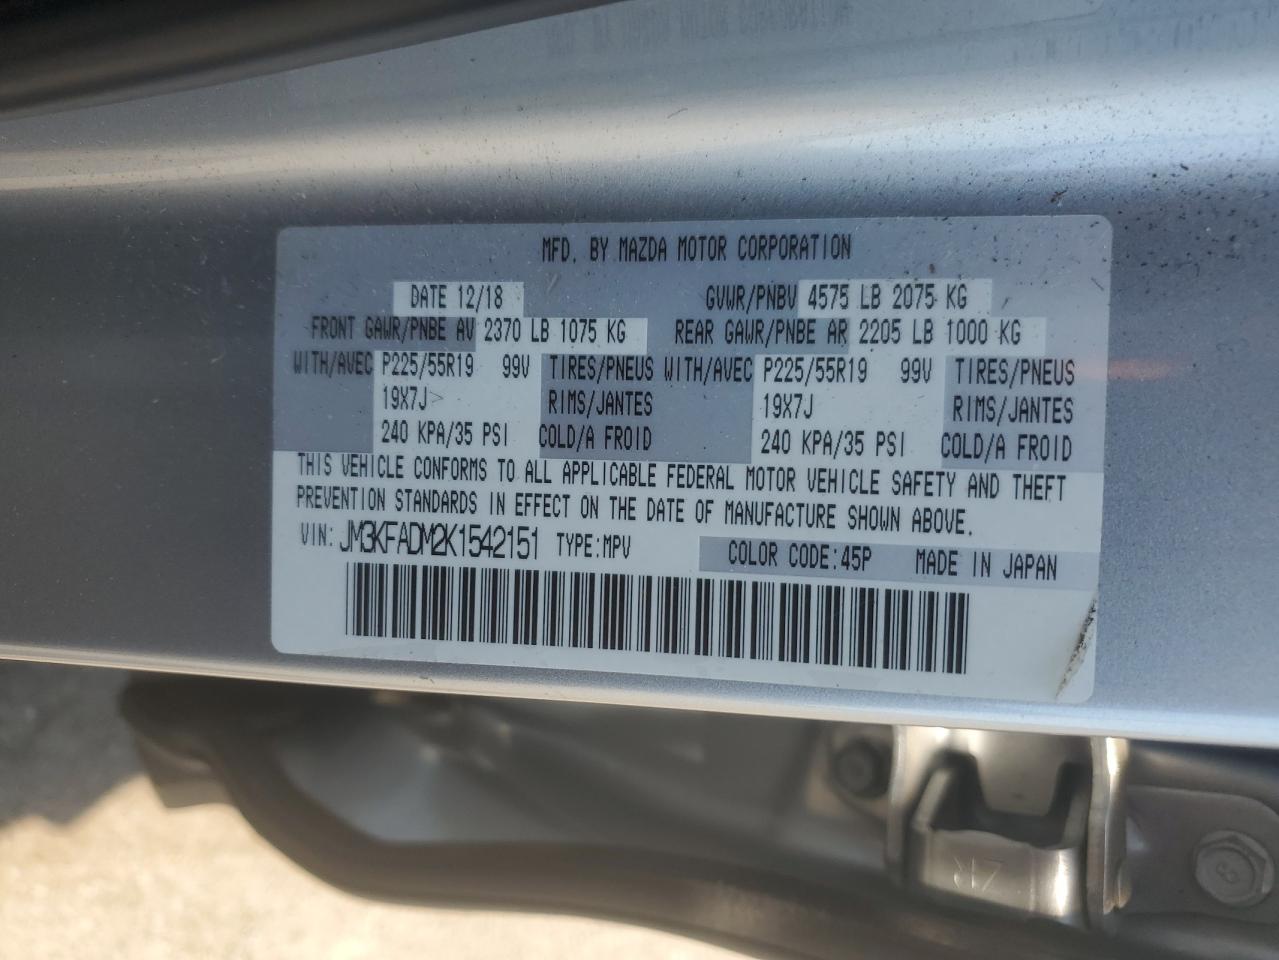 MFD. BY MAZDA MOTOR CORPORATION
DATE 12/18 GVWR/PNBV 4575 LB 2075 KG
FRONT GAWR/PNBE AV 2370 LB 1075 KG REAR GAWR/PNBE AR 2205 LB 1000 KG
WITH/AVEC P225/55R19 99V TIRES/PNEUS WITH/AVEC P225/55R19 99V TIRES/PNEUS
19X7J RIMS/JANTES 19X7J RIMS/JANTES
240 KPA/35 PSI COLD/A FROID 240 KPA/35 PSI COLD/A FROID
THIS VEHICLE CONFORMS TO ALL APPLICABLE FEDERAL MOTOR VEHICLE SAFETY AND THEFT
PREVENTION STANDARDS IN EFFECT ON THE DATE OF MANUFACTURE SHOWN ABOVE.
VIN: JM3KFADM2K1542151 TYPE:MPV COLOR CODE:45P MADE IN JAPAN
8